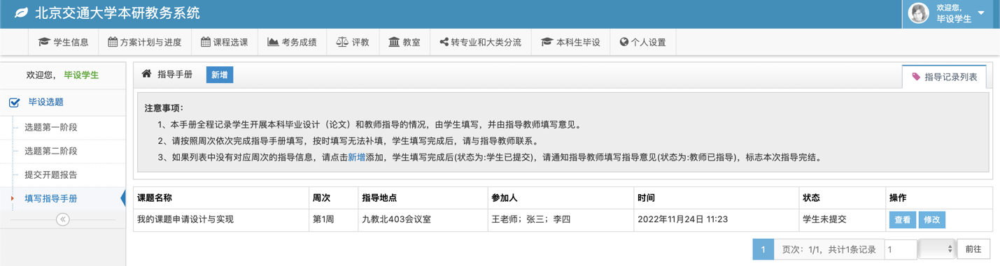 北京交通大学本研教务系统
欢迎您，
毕设学生
学生信息 方案计划与进度 课程选课 考务成绩 评教 教室 转专业和大类分流 本科生毕设 个人设置
欢迎您， 毕设学生
毕设选题
选题第一阶段
选题第二阶段
提交开题报告
填写指导手册
指导手册 新增 指导记录列表
注意事项：
1、本手册全程记录学生开展本科毕业设计（论文）和教师指导的情况，由学生填写，并由指导教师填写意见。
2、请按照周次依次完成指导手册填写，按时填写无法补填，学生填写完成后，请与指导教师联系。
3、如果列表中没有对应周次的指导信息，请点击新增添加，学生填写完成后(状态为:学生已提交)，请通知指导教师填写指导意见(状态为:教师已指导)，标志本次指导完结。
课题名称 周次 指导地点 参加人 时间 状态 操作
我的课题申请设计与实现 第1周 九教北403会议室 王老师；张三；李四 2022年11月24日 11:23 学生未提交 查看 修改
1 页次：1/1，共计1条记录 1 前往